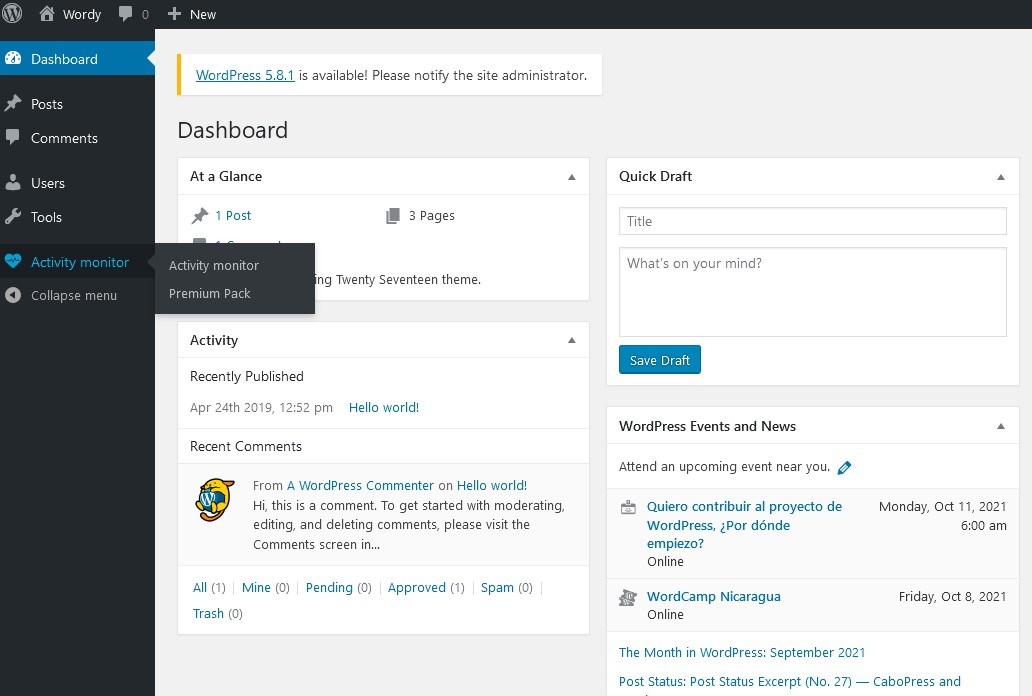 Wordy
0
New
Dashboard
Posts
Comments
Users
Tools
Activity monitor
Collapse menu
Activity monitor
Premium Pack
WordPress 5.8.1 is available! Please notify the site administrator.
Dashboard
At a Glance
1 Post
3 Pages
ing Twenty Seventeen theme.
Activity
Recently Published
Apr 24th 2019, 12:52 pm Hello world!
Recent Comments
From A WordPress Commenter on Hello world!
Hi, this is a comment. To get started with moderating,
editing, and deleting comments, please visit the
Comments screen in...
All (1) | Mine (0) | Pending (0) | Approved (1) | Spam (0) |
Trash (0)
Quick Draft
Title
What's on your mind?
Save Draft
WordPress Events and News
Attend an upcoming event near you.
Quiero contribuir al proyecto de
WordPress, ¿Por dónde
empiezo?
Online
Monday, Oct 11, 2021
6:00 am
WordCamp Nicaragua
Online
Friday, Oct 8, 2021
The Month in WordPress: September 2021
Post Status: Post Status Excerpt (No. 27) — CaboPress and